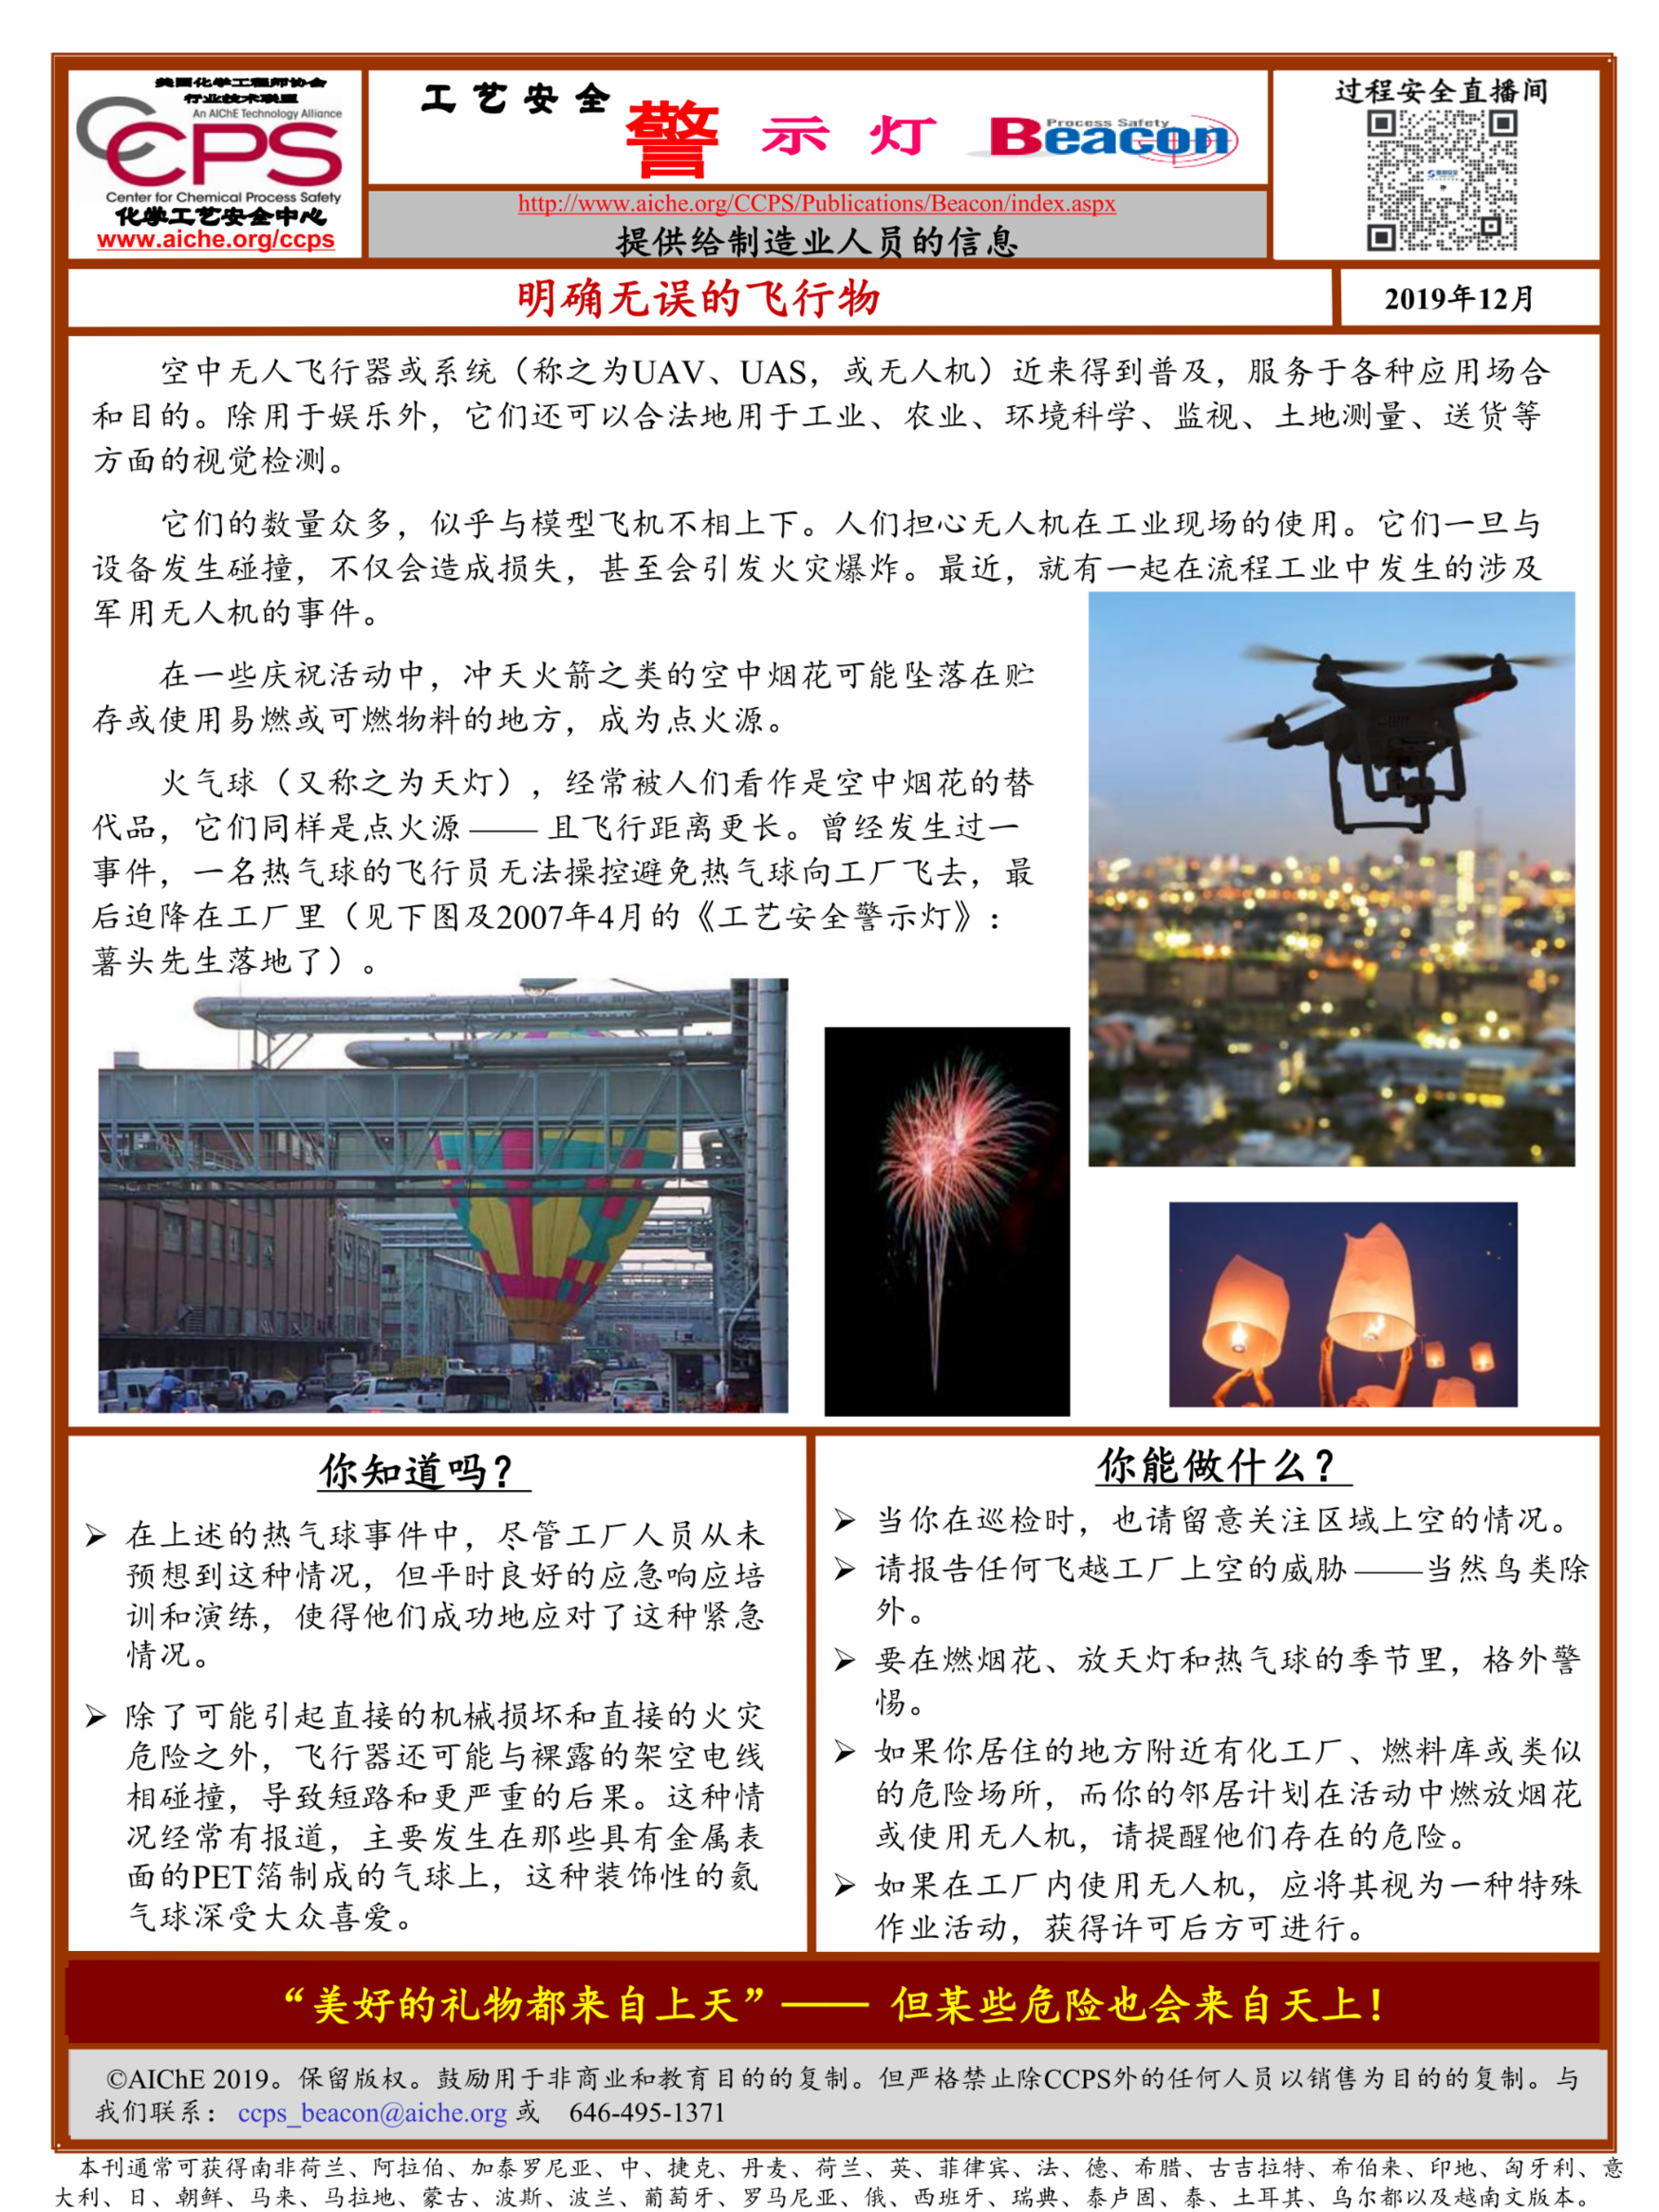 美国化学工程师协会
行业技术联盟
An AIChE Technology Alliance
CCPS
Center for Chemical Process Safety
化学工艺安全中心
www.aiche.org/ccps
工艺安全
警示灯
Process Safety
Beacon
http://www.aiche.org/CCPS/Publications/Beacon/index.aspx
提供给制造业人员的信息
过程安全直播间
明确无误的飞行物
2019年12月
空中无人飞行器或系统（称之为UAV、UAS，或无人机）近来得到普及，服务于各种应用场合
和目的。除用于娱乐外，它们还可以合法地用于工业、农业、环境科学、监视、土地测量、送货等
方面的视觉检测。
它们的数量众多，似乎与模型飞机不相上下。人们担心无人机在工业现场的使用。它们一旦与
设备发生碰撞，不仅会造成损失，甚至会引发火灾爆炸。最近，就有一起在流程工业中发生的涉及
军用无人机的事件。
在一些庆祝活动中，冲天火箭之类的空中烟花可能坠落在贮
存或使用易燃或可燃物料的地方，成为点火源。
火气球（又称之为天灯），经常被人们看作是空中烟花的替
代品，它们同样是点火源——且飞行距离更长。曾经发生过一
事件，一名热气球的飞行员无法操控避免热气球向工厂飞去，最
后迫降在工厂里（见下图及2007年4月的《工艺安全警示灯》：
薯头先生落地了）。
你知道吗？
➢ 在上述的热气球事件中，尽管工厂人员从未
预想到这种情况，但平时良好的应急响应培
训和演练，使得他们成功地应对了这种紧急
情况。
➢ 除了可能引起直接的机械损坏和直接的火灾
危险之外，飞行器还可能与裸露的架空电线
相碰撞，导致短路和更严重的后果。这种情
况经常有报道，主要发生在那些具有金属表
面的PET箔制成的气球上，这种装饰性的氦
气球深受大众喜爱。
你能做什么？
➢ 当你在巡检时，也请留意关注区域上空的情况。
➢ 请报告任何飞越工厂上空的威胁——当然鸟类除
外。
➢ 要在燃烟花、放天灯和热气球的季节里，格外警
惕。
➢ 如果你居住的地方附近有化工厂、燃料库或类似
的危险场所，而你的邻居计划在活动中燃放烟花
或使用无人机，请提醒他们存在的危险。
➢ 如果在工厂内使用无人机，应将其视为一种特殊
作业活动，获得许可后方可进行。
“美好的礼物都来自上天”—— 但某些危险也会来自天上！
©AIChE 2019。保留版权。鼓励用于非商业和教育目的的复制。但严格禁止除CCPS外的任何人员以销售为目的的复制。与
我们联系： ccps_beacon@aiche.org 或 646-495-1371
本刊通常可获得南非荷兰、阿拉伯、加泰罗尼亚、中、捷克、丹麦、荷兰、英、菲律宾、法、德、希腊、古吉拉特、希伯来、印地、匈牙利、意
大利、日、朝鲜、马来、马拉地、蒙古、波斯、波兰、葡萄牙、罗马尼亚、俄、西班牙、瑞典、泰卢固、泰、土耳其、乌尔都以及越南文版本。